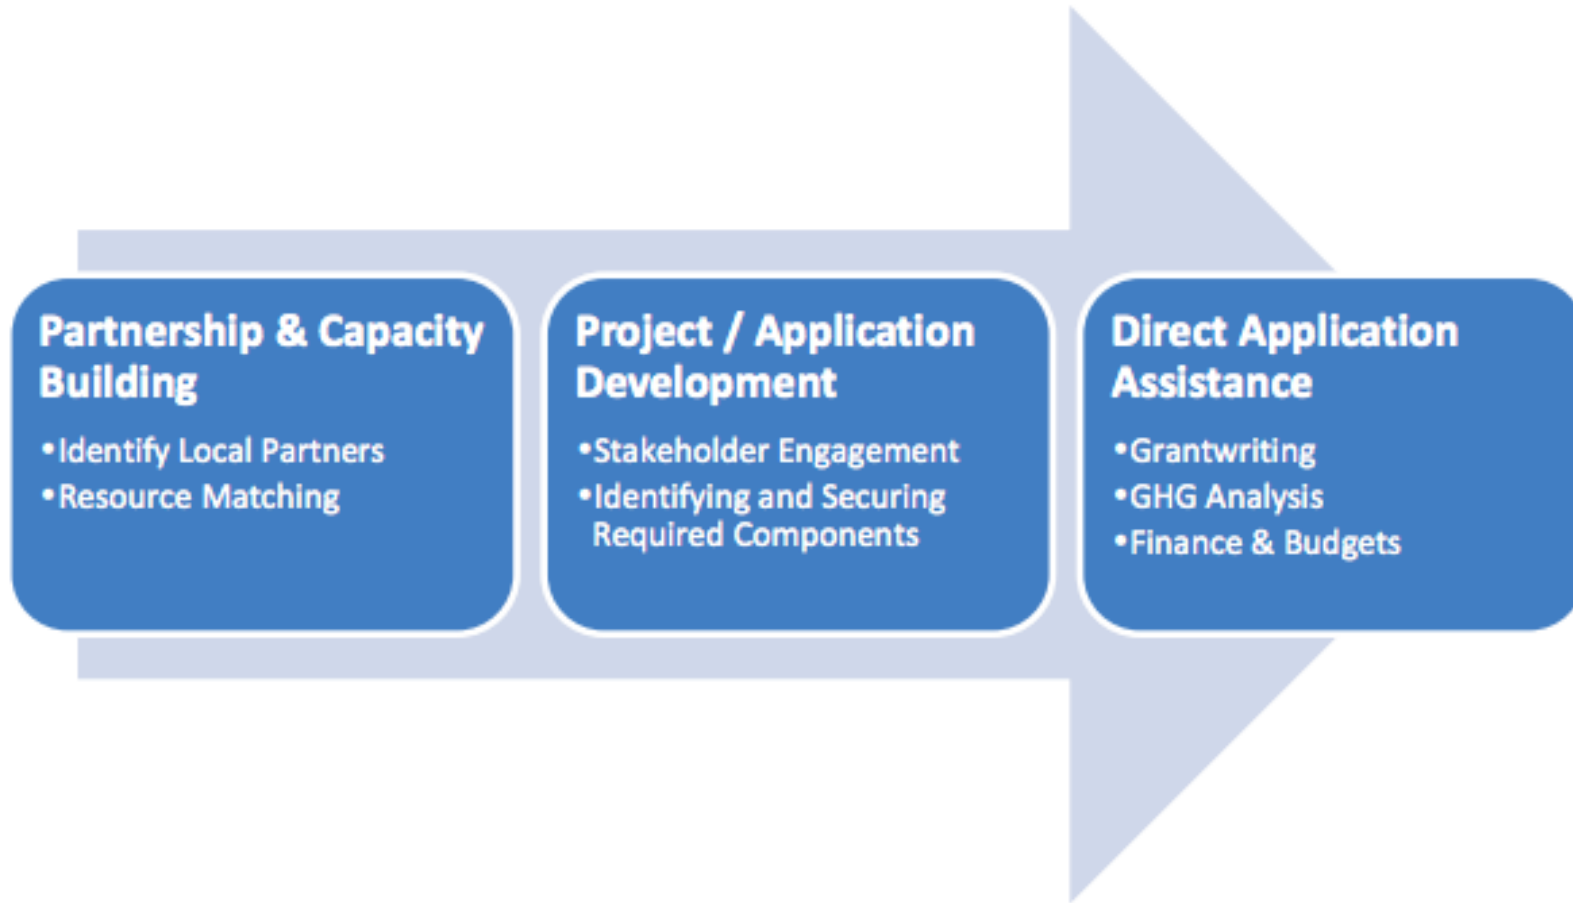 Partnership & Capacity
Building
•Identify Local Partners
•Resource Matching
Project / Application
Development
•Stakeholder Engagement
•Identifying and Securing
Required Components
Direct Application
Assistance
•Grantwriting
•GHG Analysis
•Finance & Budgets